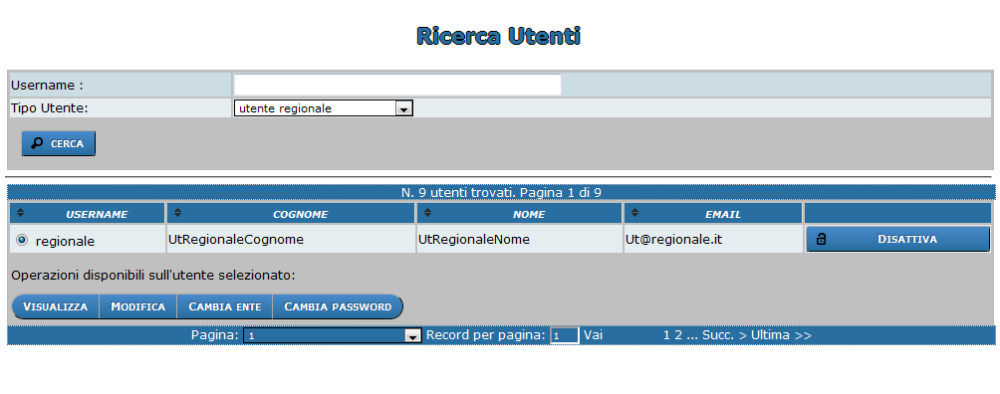 Ricerca Utenti
Username :
Tipo Utente: utente regionale
CERCA
N. 9 utenti trovati. Pagina 1 di 9
USERNAME COGNOME NOME EMAIL
regionale UtRegionaleCognome UtRegionaleNome Ut@regionale.it DISATTIVA
Operazioni disponibili sull'utente selezionato:
VISUALIZZA MODIFICA CAMBIA ENTE CAMBIA PASSWORD
Pagina: 1 Record per pagina: 1 Vai 1 2 ... Succ. > Ultima >>